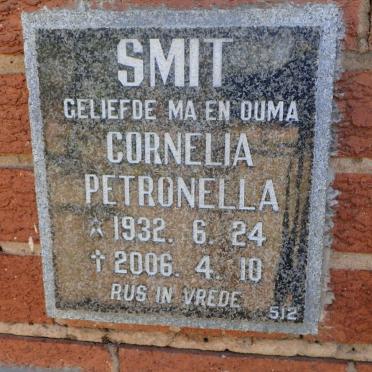 SMIT
GELIEFDE MA EN OUMA
CORNELIA
PETRONELLA
* 1932. 6. 24
† 2006. 4. 10
RUS IN VREDE
512